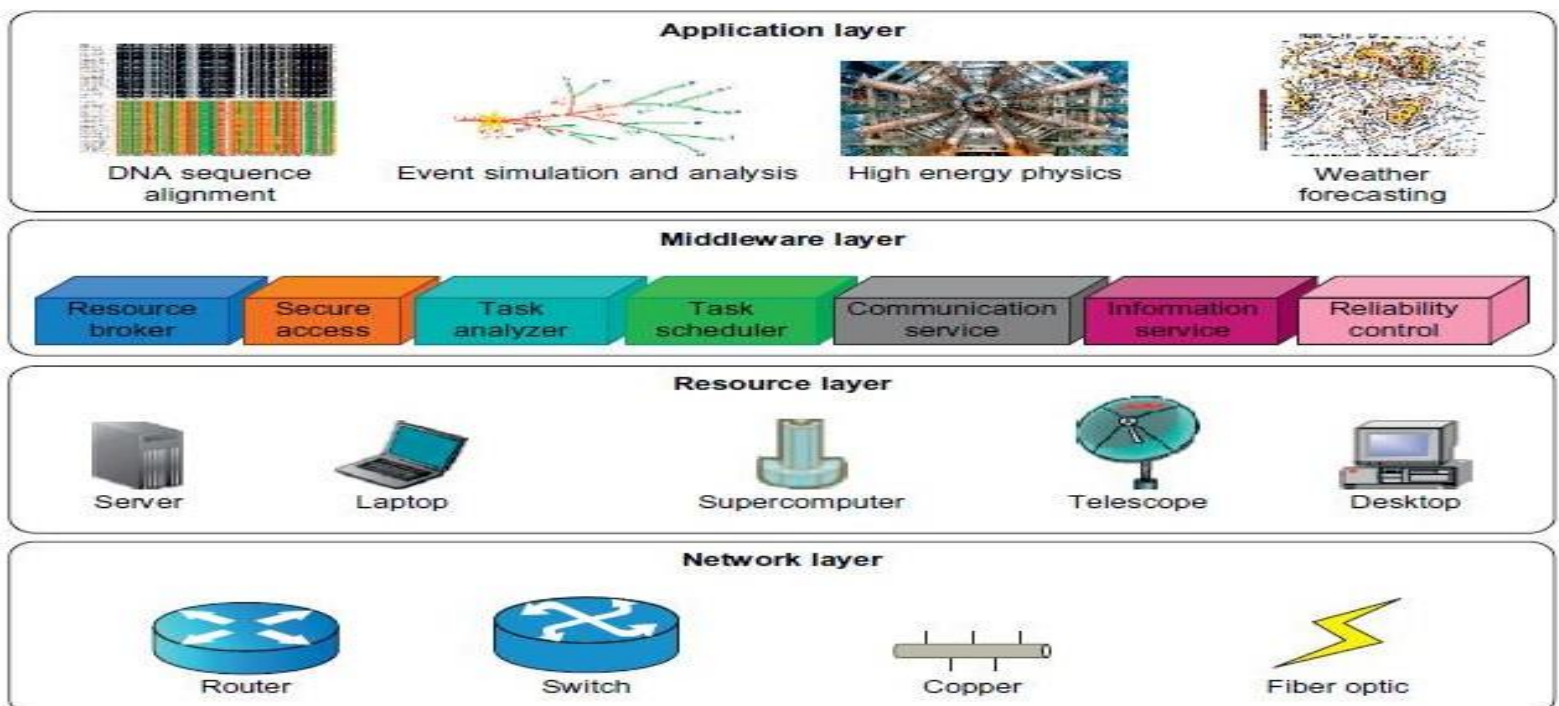 Application layer
DNA sequence
alignment
Event simulation and analysis
High energy physics
Weather
forecasting
Middleware layer
Resource
broker
Secure
access
Task
analyzer
Task
scheduler
Communication
service
Information
service
Reliability
control
Resource layer
Server
Laptop
Supercomputer
Telescope
Desktop
Network layer
Router
Switch
Copper
Fiber optic